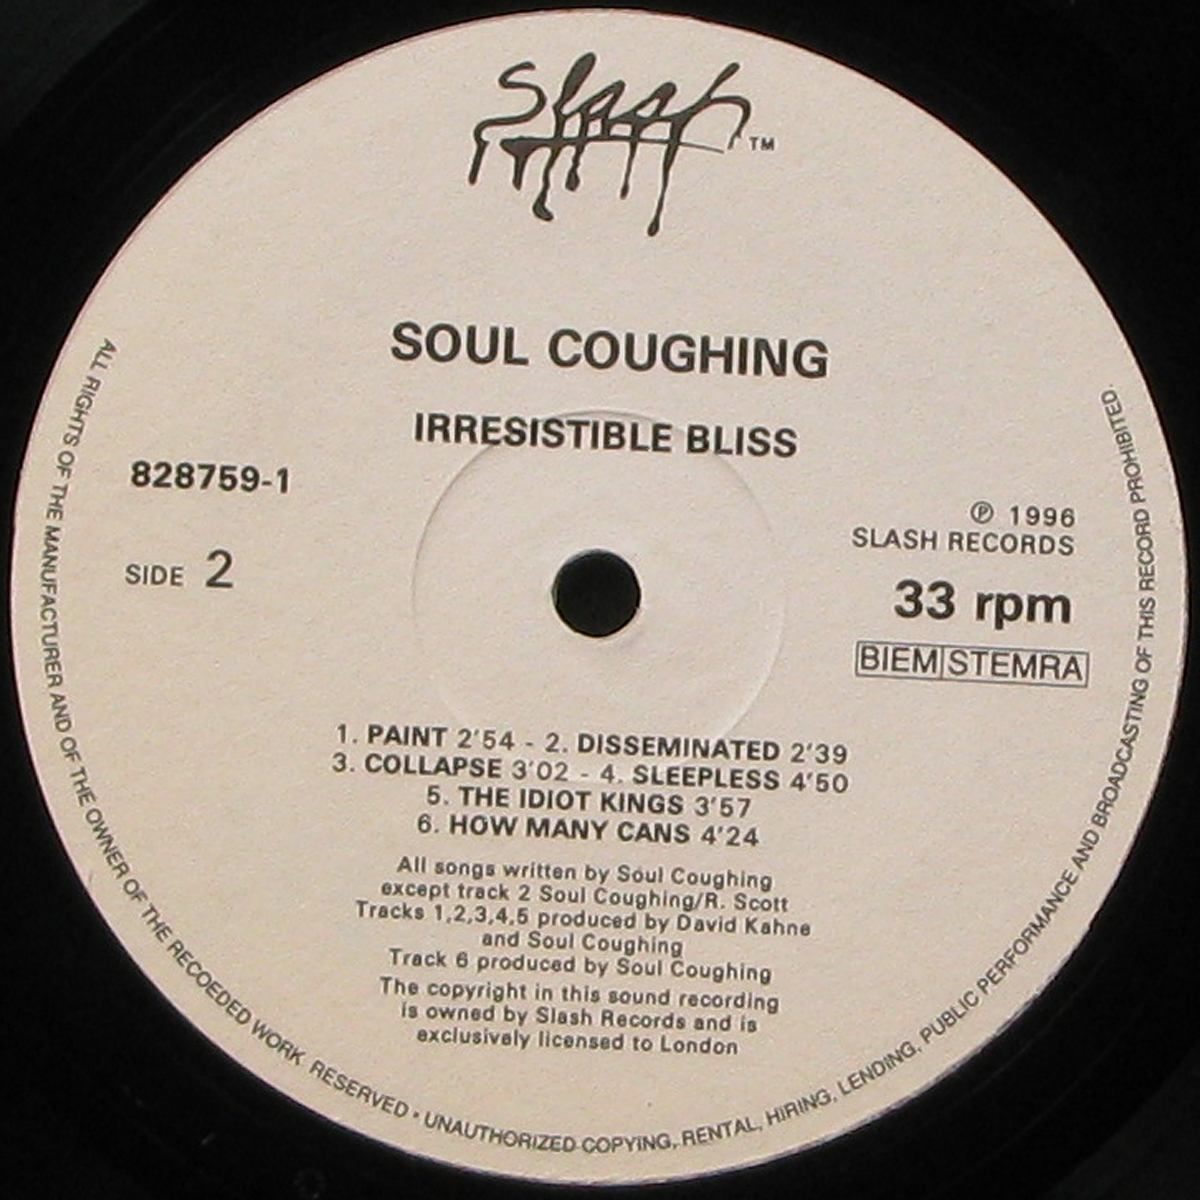 Slash TM
SOUL COUGHING
IRRESISTIBLE BLISS
828759-1
SIDE 2
℗ 1996
SLASH RECORDS
33 rpm
BIEM STEMRA
1. PAINT 2'54 - 2. DISSEMINATED 2'39
3. COLLAPSE 3'02 - 4. SLEEPLESS 4'50
5. THE IDIOT KINGS 3'57
6. HOW MANY CANS 4'24
All songs written by Soul Coughing
except track 2 Soul Coughing/R. Scott
Tracks 1,2,3,4,5 produced by David Kahne
and Soul Coughing
Track 6 produced by Soul Coughing
The copyright in this sound recording
is owned by Slash Records and is
exclusively licensed to London
ALL RIGHTS OF THE MANUFACTURER AND OF THE OWNER OF THE RECOEDED WORK RESERVED • UNAUTHORIZED COPYING, RENTAL, HIRING, LENDING, PUBLIC PERFORMANCE AND BROADCASTING OF THIS RECORD PROHIBITED.